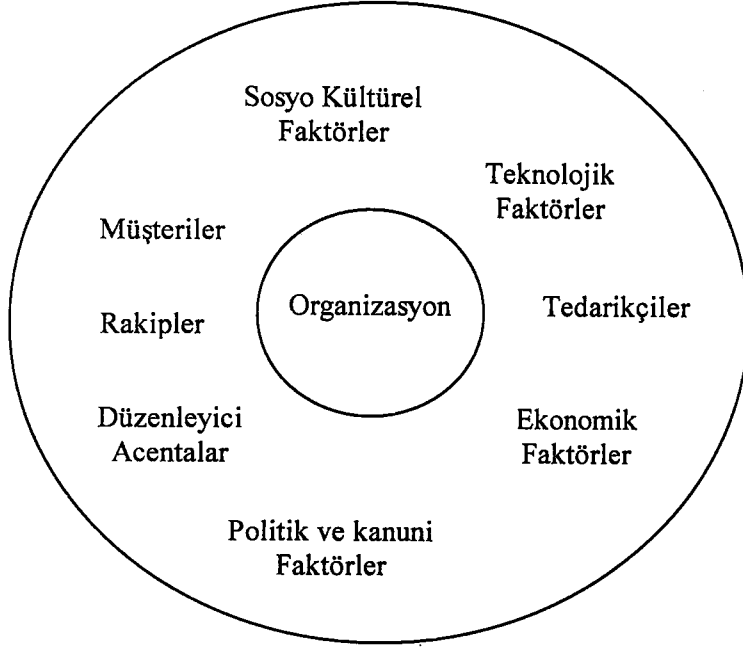 Sosyo Kültürel
Faktörler
Teknolojik
Faktörler
Müşteriler
Organizasyon
Tedarikçiler
Rakipler
Düzenleyici
Acentalar
Ekonomik
Faktörler
Politik ve kanuni
Faktörler